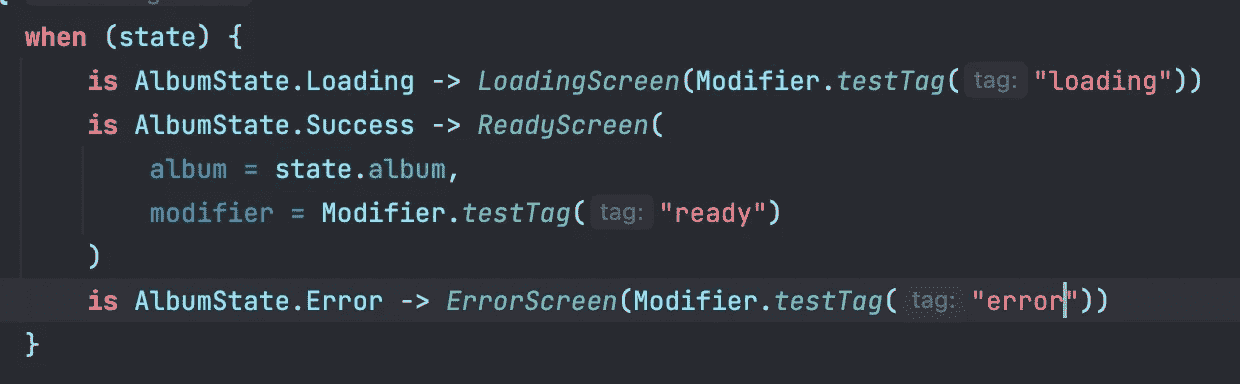 when (state) {
is AlbumState.Loading -> LoadingScreen(Modifier.testTag( tag: "loading"))
is AlbumState.Success -> ReadyScreen(
album = state.album,
modifier = Modifier.testTag( tag: "ready")
)
is AlbumState.Error -> ErrorScreen(Modifier.testTag( tag: "error"))
}